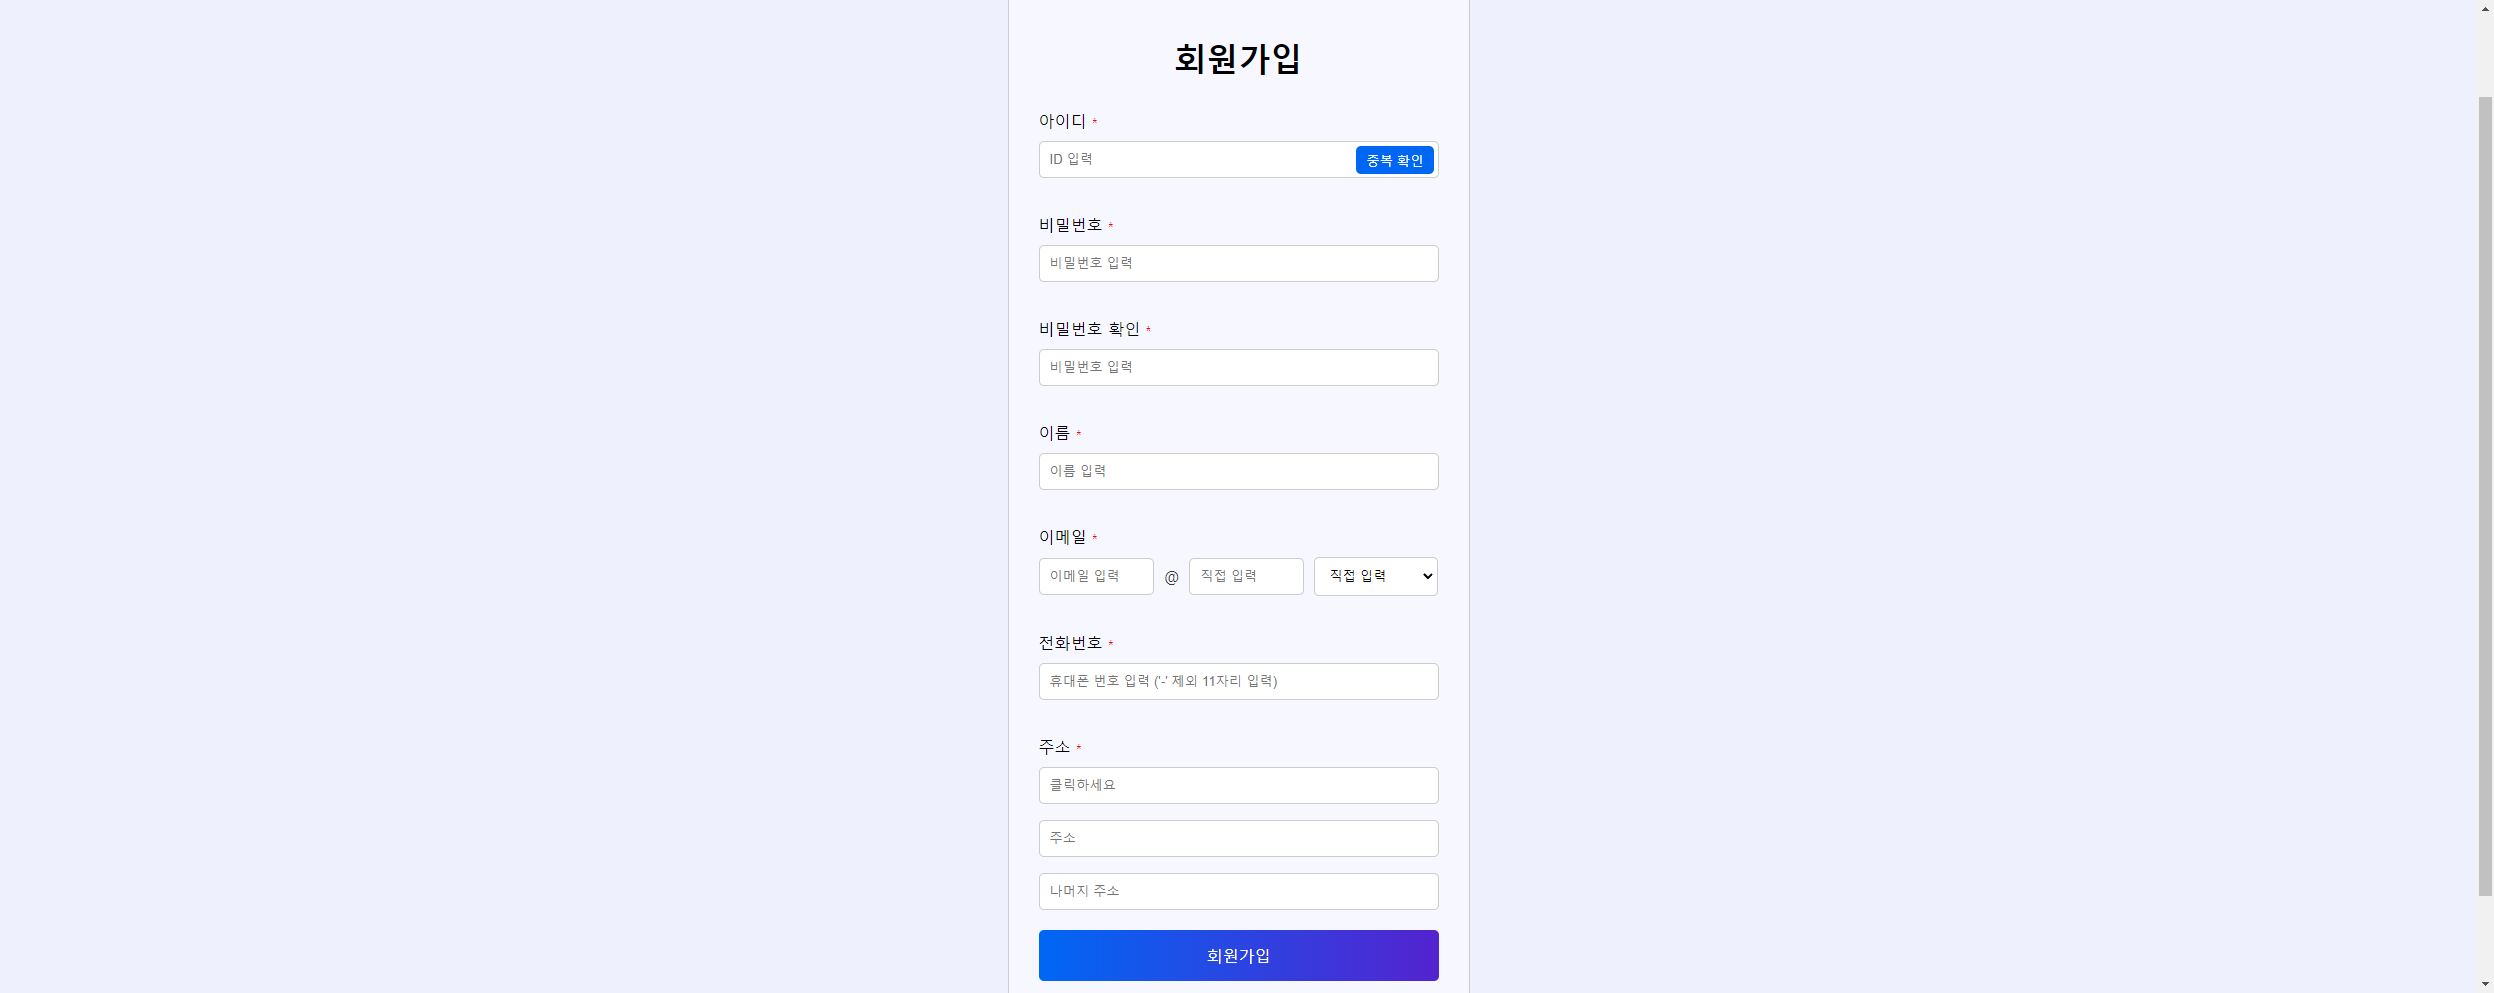 회원가입
아이디 *
ID 입력 중복 확인
비밀번호 *
비밀번호 입력
비밀번호 확인 *
비밀번호 입력
이름 *
이름 입력
이메일 *
이메일 입력 @ 직접 입력 직접 입력
전화번호 *
휴대폰 번호 입력 ('-' 제외 11자리 입력)
주소 *
클릭하세요
주소
나머지 주소
회원가입